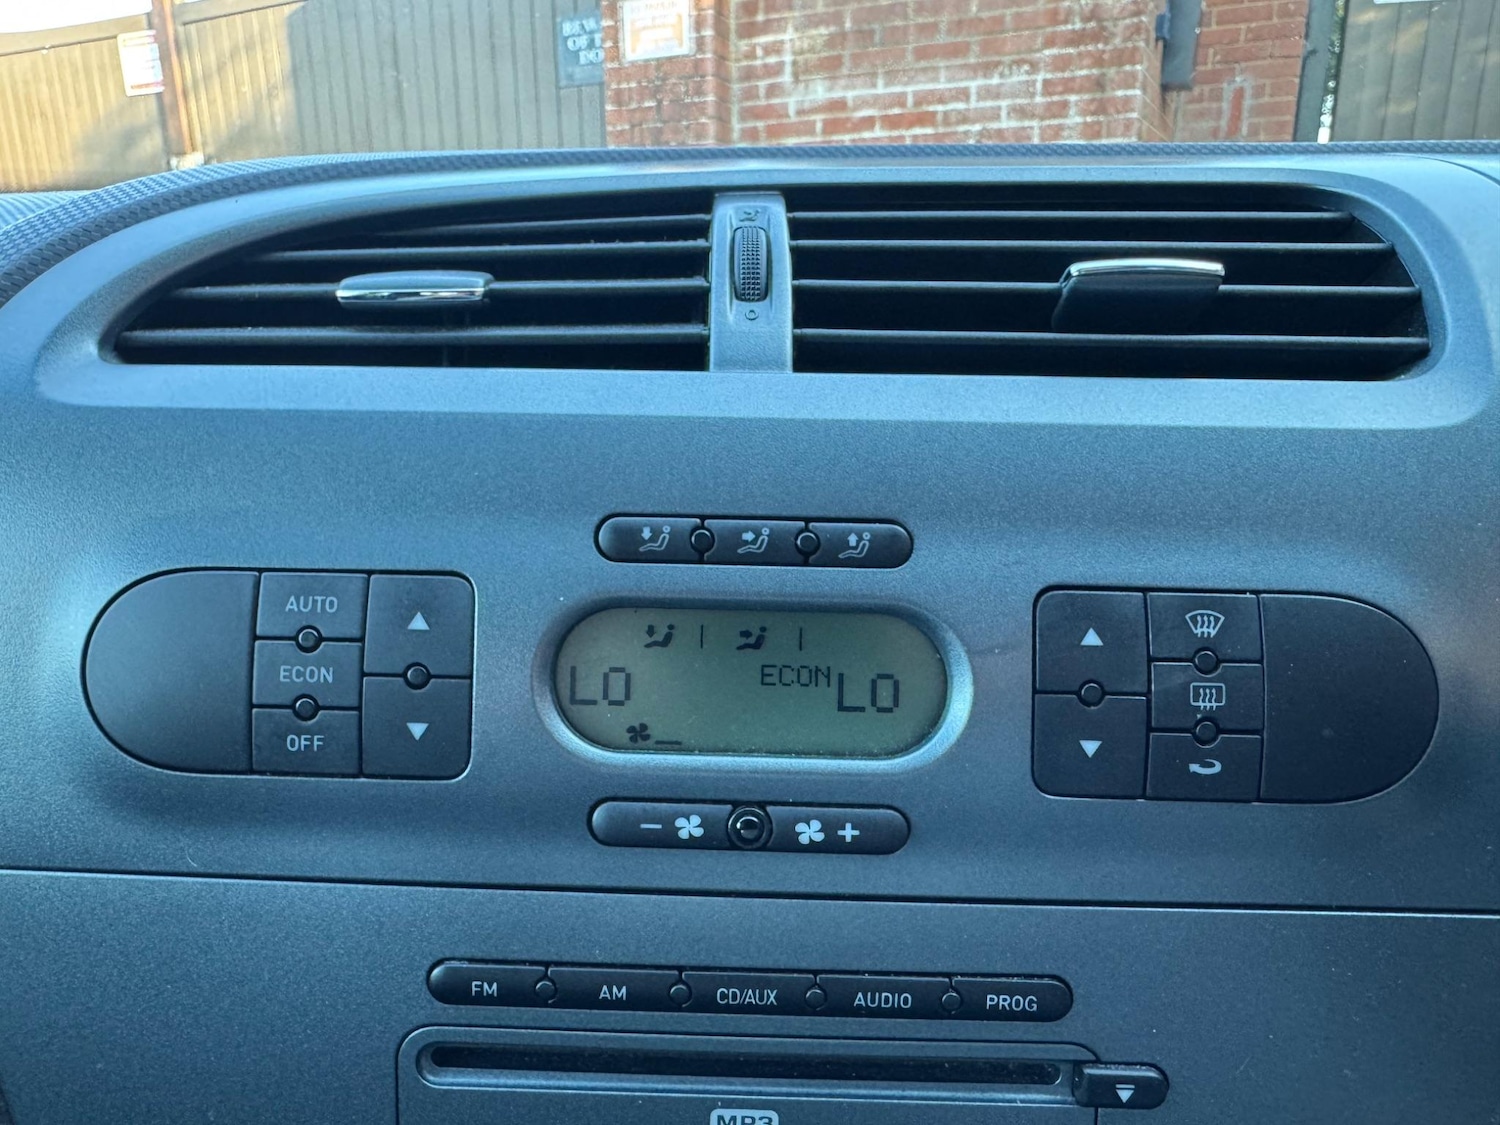 AUTO
ECON
OFF
LO
ECON
LO
FM
AM
CD/AUX
AUDIO
PROG
MP3